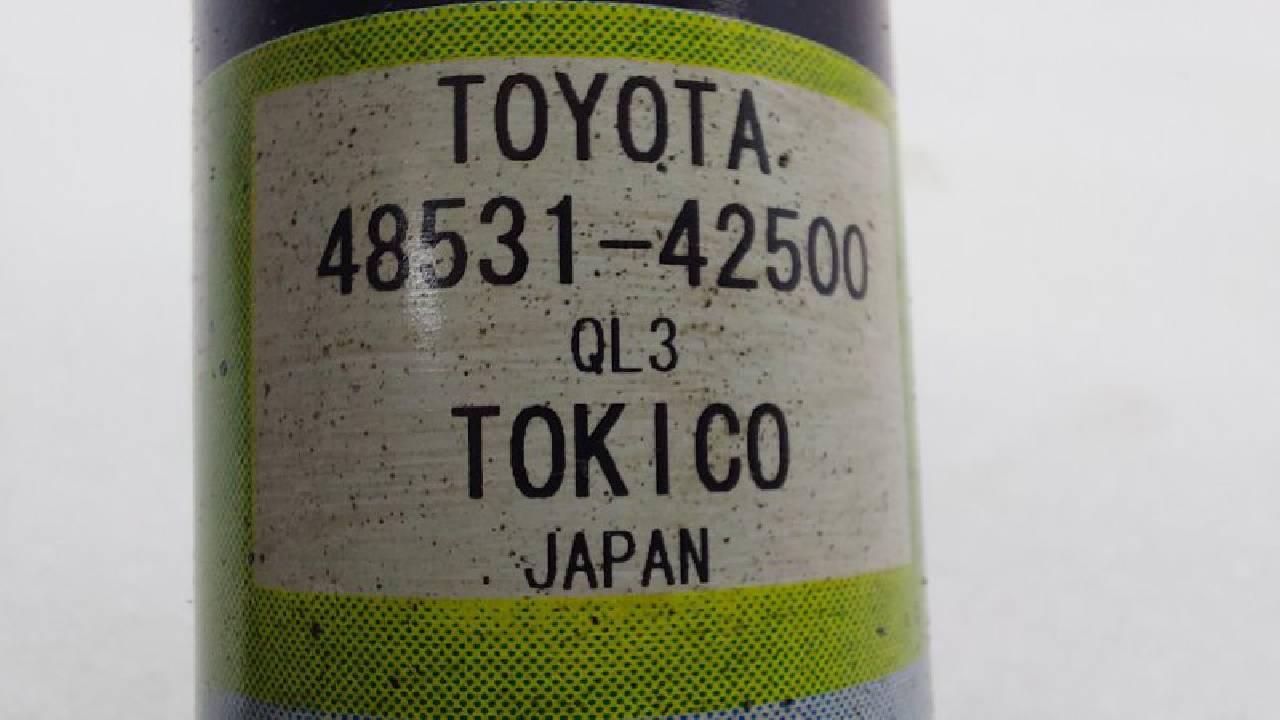 TOYOTA
48531-42500
QL3
TOKICO
JAPAN